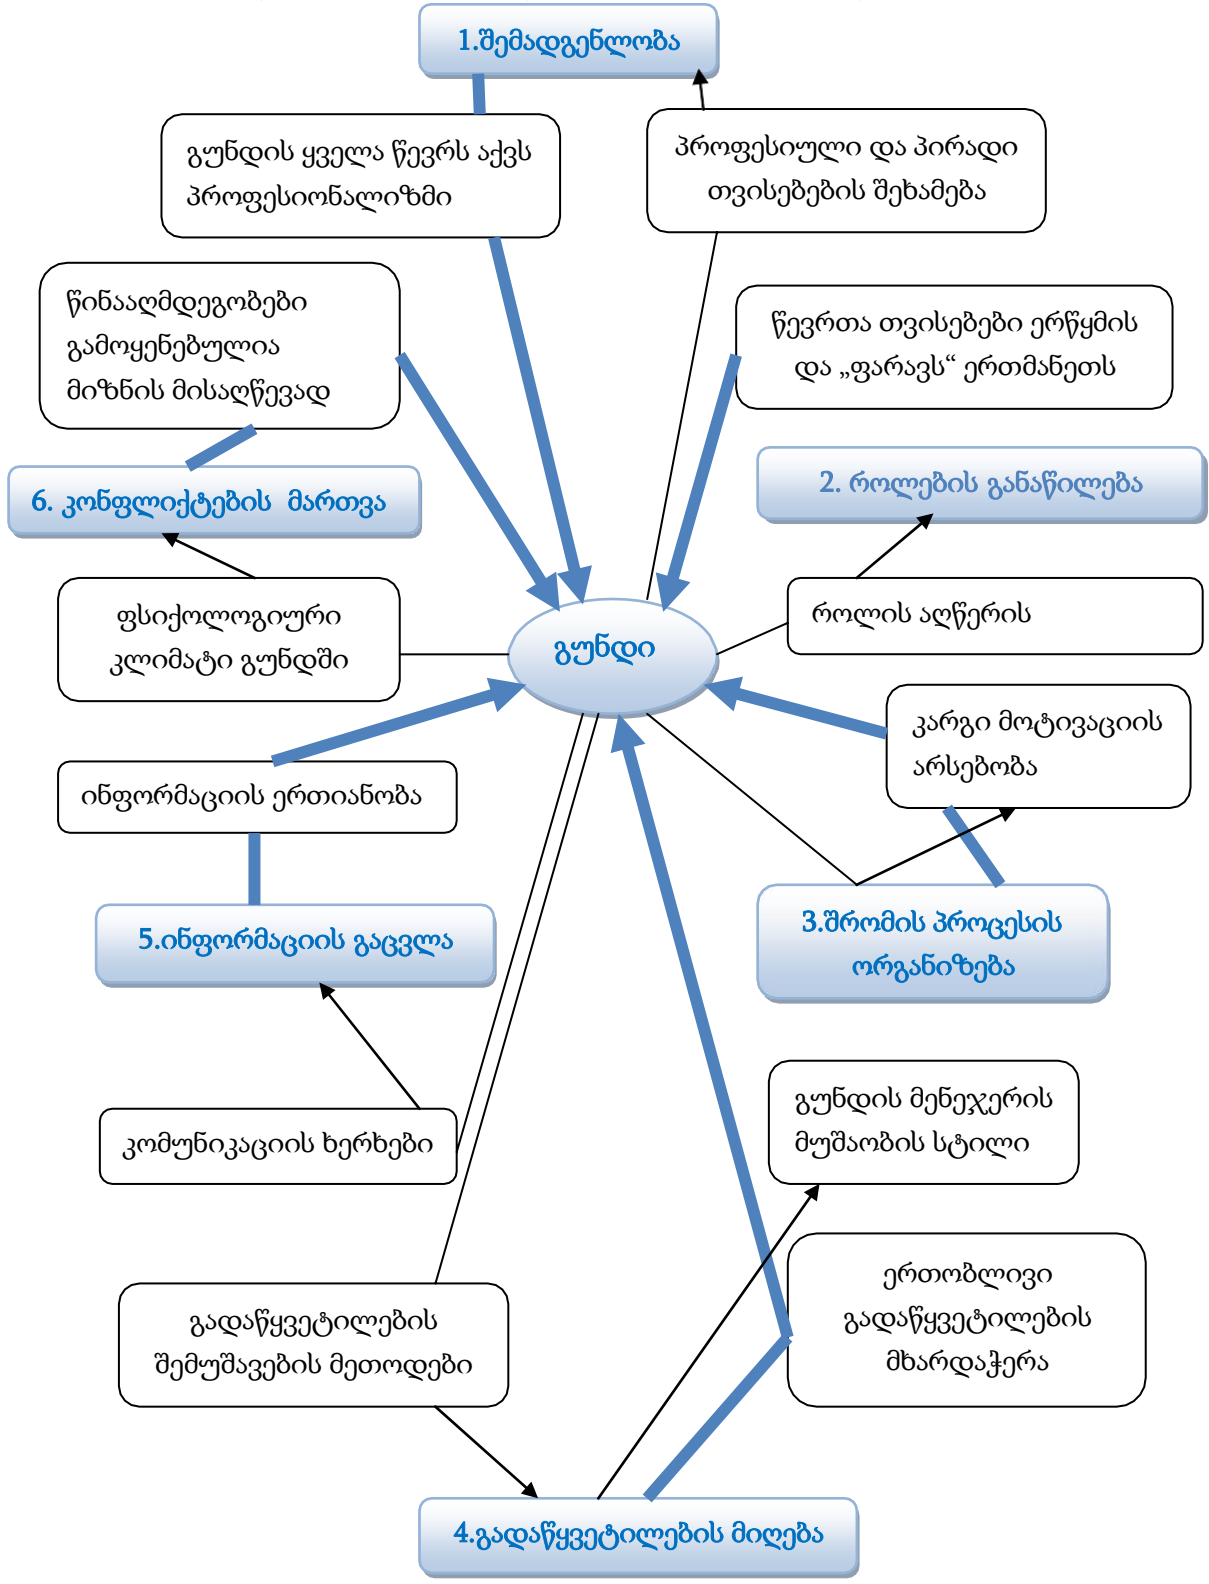 1.შემადგენლობა
გუნდის ყველა წევრს აქვს
პროფესიონალიზმი
პროფესიული და პირადი
თვისებების შეხამება
წინააღმდეგობები
გამოყენებულია
მიზნის მისაღწევად
წევრთა თვისებები ერწყმის
და „ფარავს“ ერთმანეთს
6. კონფლიქტების მართვა
2. როლების განაწილება
ფსიქოლოგიური
კლიმატი გუნდში
როლის აღწერის
გუნდი
კარგი მოტივაციის
არსებობა
ინფორმაციის ერთიანობა
5.ინფორმაციის გაცვლა
3.შრომის პროცესის
ორგანიზება
კომუნიკაციის ხერხები
გუნდის მენეჯერის
მუშაობის სტილი
გადაწყვეტილების
შემუშავების მეთოდები
ერთობლივი
გადაწყვეტილების
მხარდაჭერა
4.გადაწყვეტილების მიღება